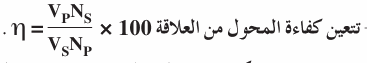 تتعين كفاءة المحول من العلاقة η = (V_P N_S / V_S N_P) × 100 .